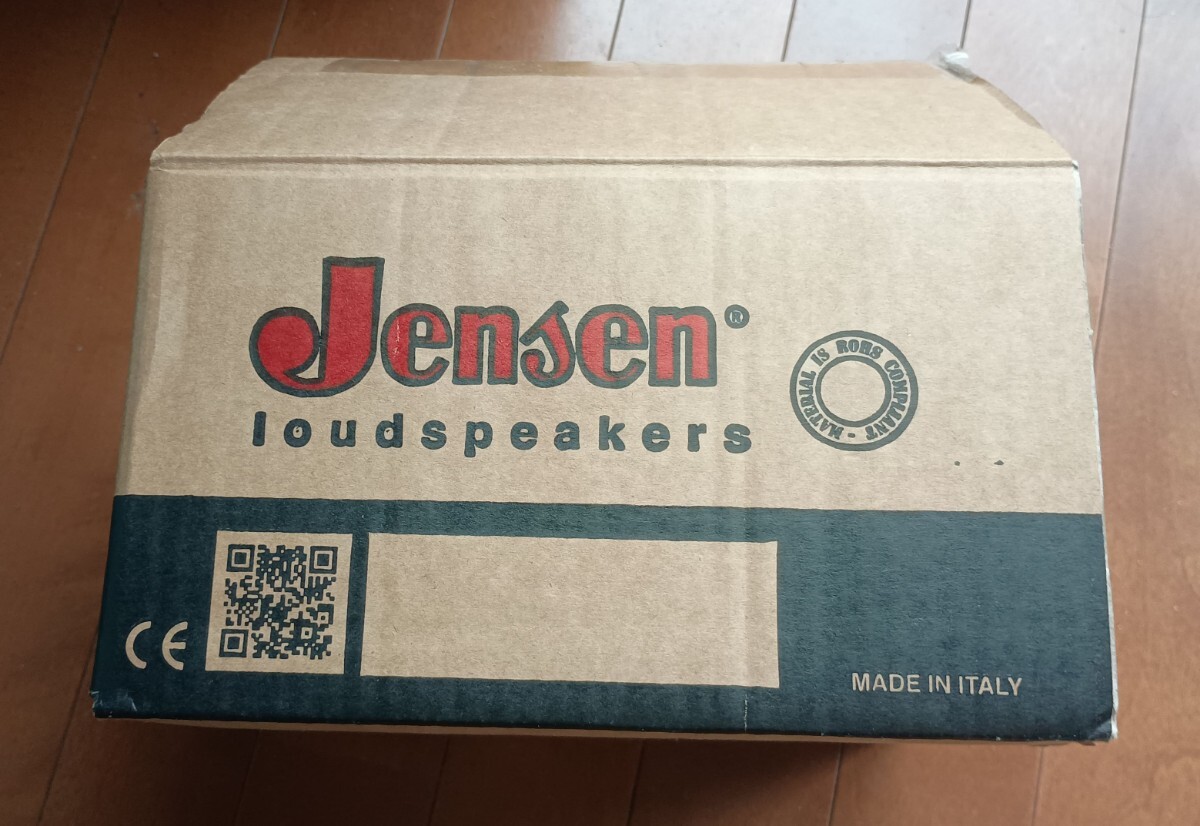 Jensen®
loudspeakers
MATERIAL IS ROHS COMPLIANT -
CE
MADE IN ITALY